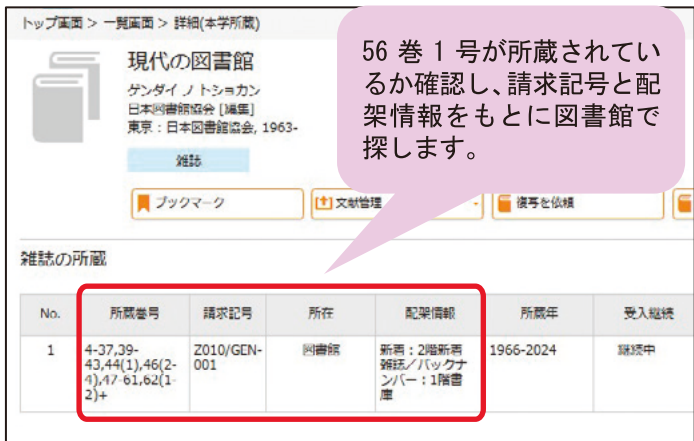 トップ画面 > 一覧画面 > 詳細(本学所蔵)
現代の図書館
ゲンダイ ノ トショカン
日本図書館協会 [編集]
東京 : 日本図書館協会, 1963-
雑誌
56 巻 1 号が所蔵されてい
るか確認し、請求記号と配
架情報をもとに図書館で
探します。
ブックマーク
文献管理
複写を依頼
雑誌の所蔵
No. 所蔵巻号 請求記号 所在 配架情報 所蔵年 受入継続
1 4-37,39- Z010/GEN- 図書館 新着：2階新着 1966-2024 継続中
43,44(1),46(2- 001 雑誌／バックナ
4),47-61,62(1- ンバー：1階書
2)+ 庫